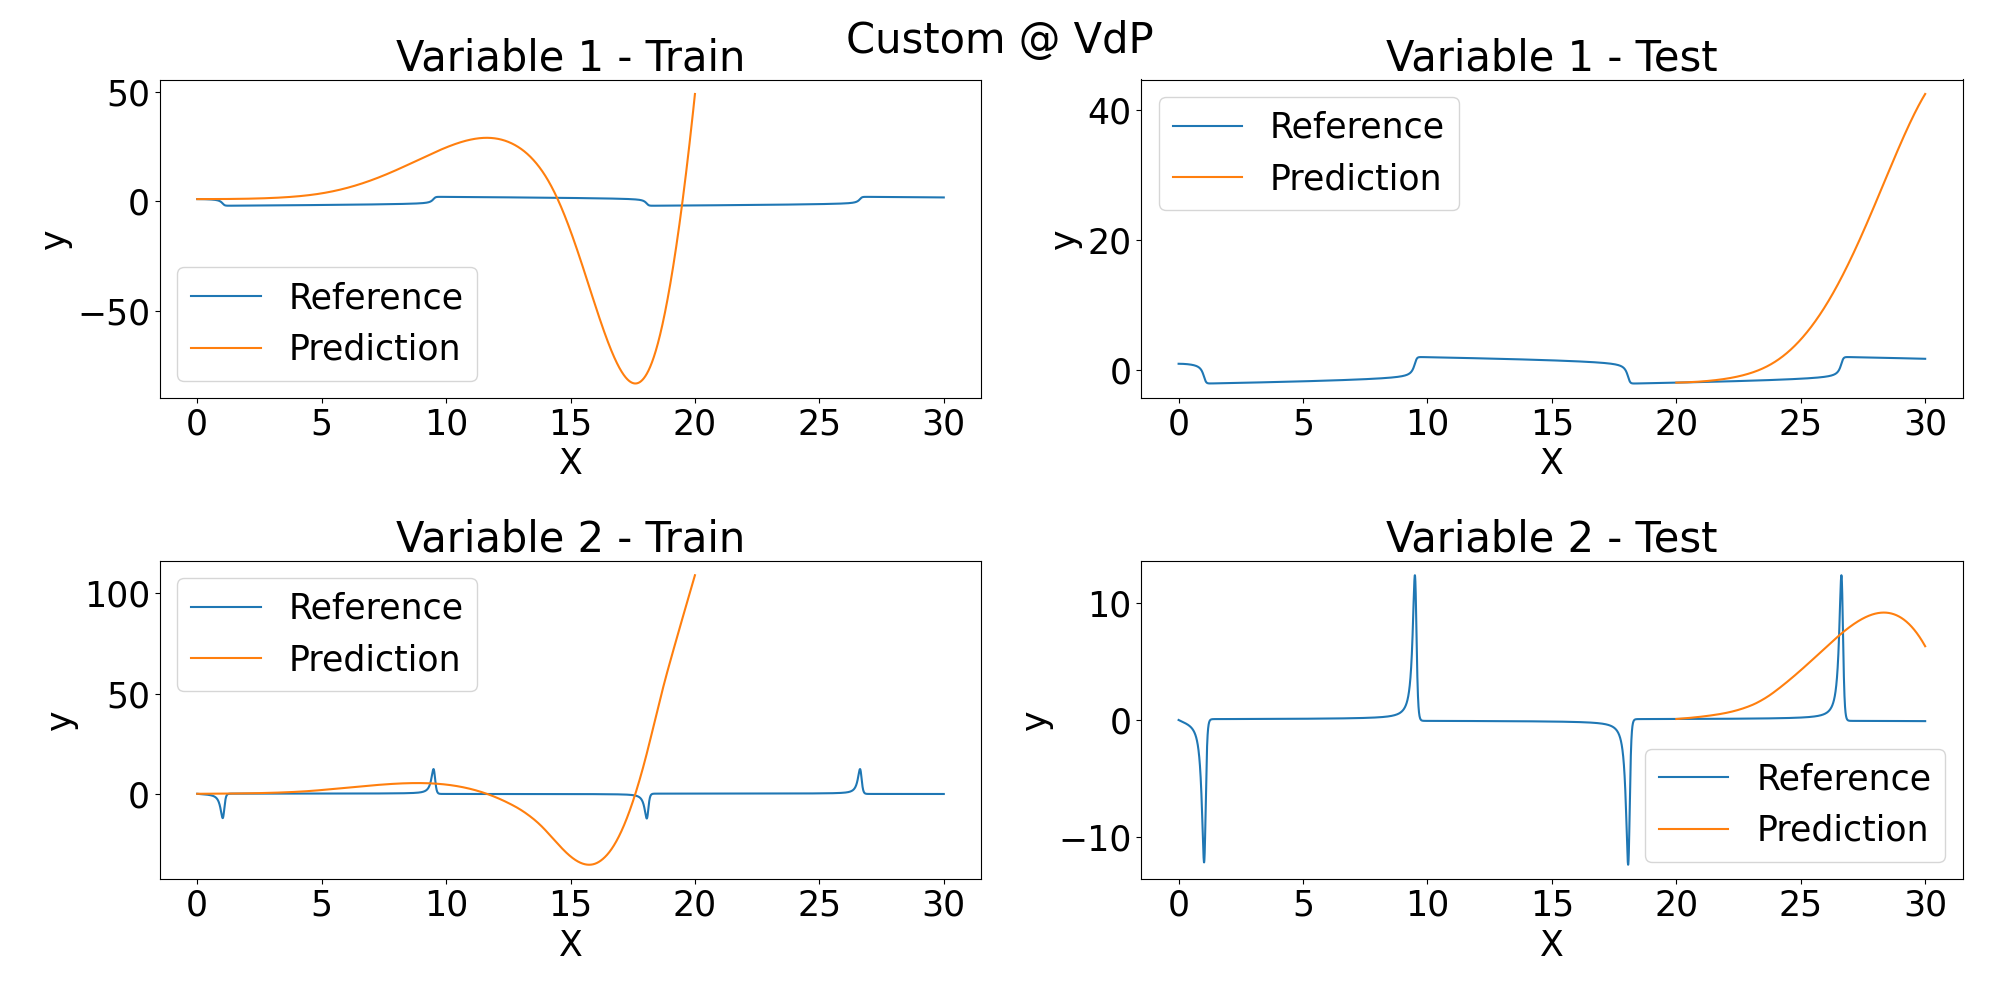 Custom @ VdP
Variable 1 - Train
50
0
−50
y
Reference
Prediction
0 5 10 15 20 25 30
X
Variable 1 - Test
40
20
0
y
Reference
Prediction
0 5 10 15 20 25 30
X
Variable 2 - Train
100
50
0
y
Reference
Prediction
0 5 10 15 20 25 30
X
Variable 2 - Test
10
0
−10
y
Reference
Prediction
0 5 10 15 20 25 30
X